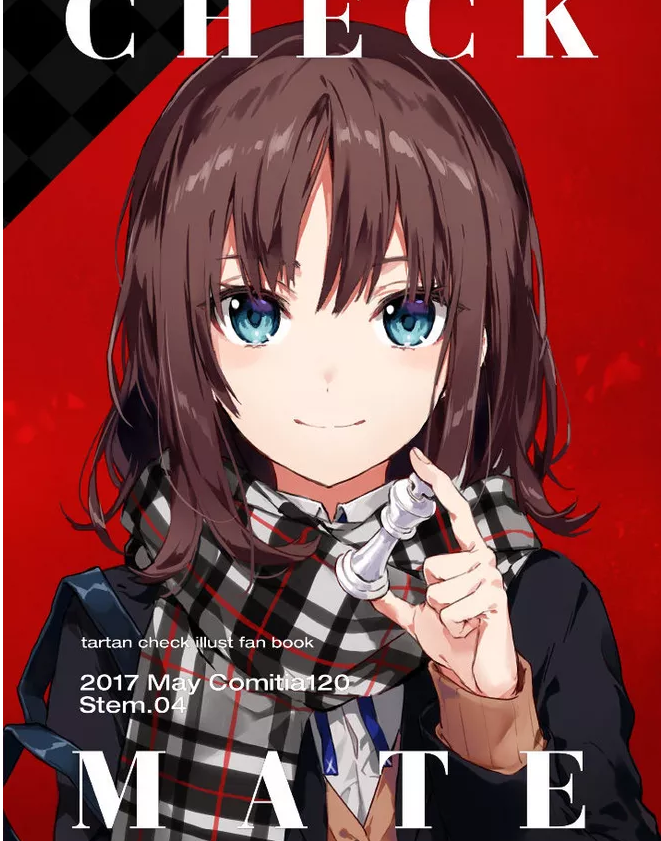 CHECK
tartan check illust fan book
2017 May Comitia120
Stem.04
MATE